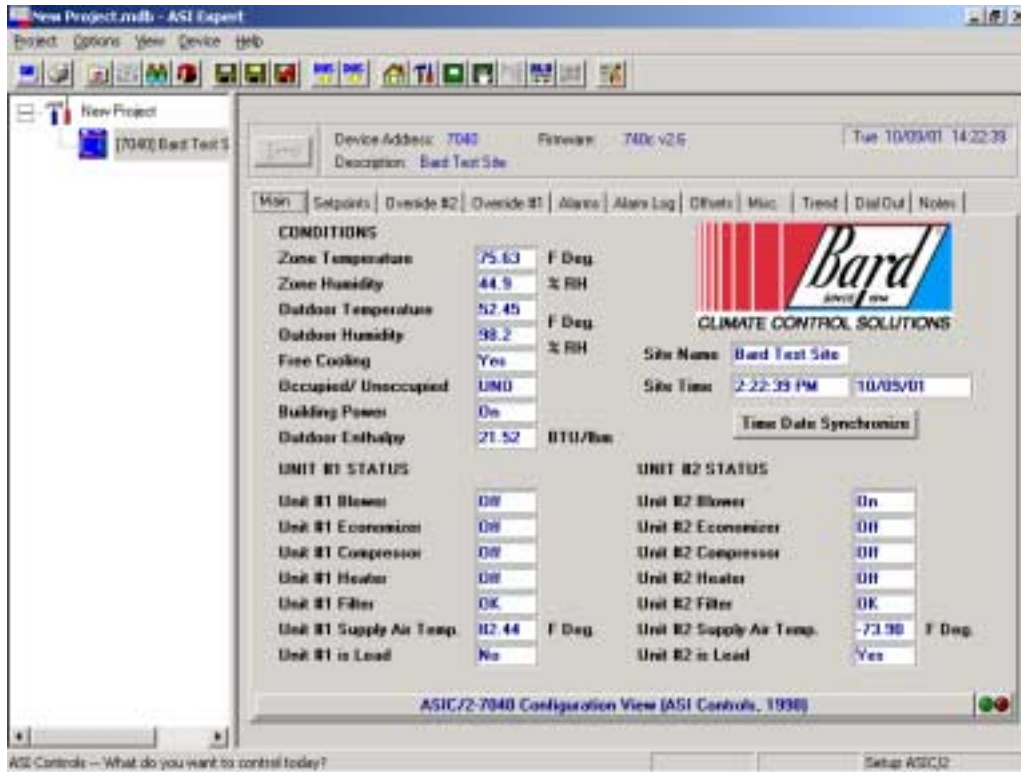 New Project.mdb - ASI Expert
Project Options View Device Help
New Project
[7040] Bard Test S
Device Address: 7040 Firmware: 740c v2.6 Tue 10/09/01 14:22:39
Description: Bard Test Site
Main Setpoints Override #2 Override #1 Alarms Alarm Log Offsets Misc. Trend Dial Out Notes
CONDITIONS
Zone Temperature 75.63 F Deg.
Zone Humidity 44.9 % RH
Outdoor Temperature 52.45 F Deg.
Outdoor Humidity 98.2 % RH
Free Cooling Yes
Occupied/ Unoccupied UNO
Building Power On
Outdoor Enthalpy 21.52 BTU/lbm
Bard
SINCE 1914
CLIMATE CONTROL SOLUTIONS
Site Name Bard Test Site
Site Time 2:22:39 PM 10/09/01
Time Date Synchronize
UNIT #1 STATUS
Unit #1 Blower Off
Unit #1 Economizer Off
Unit #1 Compressor Off
Unit #1 Heater Off
Unit #1 Filter OK
Unit #1 Supply Air Temp. 82.44 F Deg.
Unit #1 is Lead No
UNIT #2 STATUS
Unit #2 Blower On
Unit #2 Economizer Off
Unit #2 Compressor Off
Unit #2 Heater Off
Unit #2 Filter OK
Unit #2 Supply Air Temp. -73.98 F Deg.
Unit #2 is Lead Yes
ASIC/2-7040 Configuration View (ASI Controls, 1998)
ASI Controls -- What do you want to control today? Setup ASIC/2